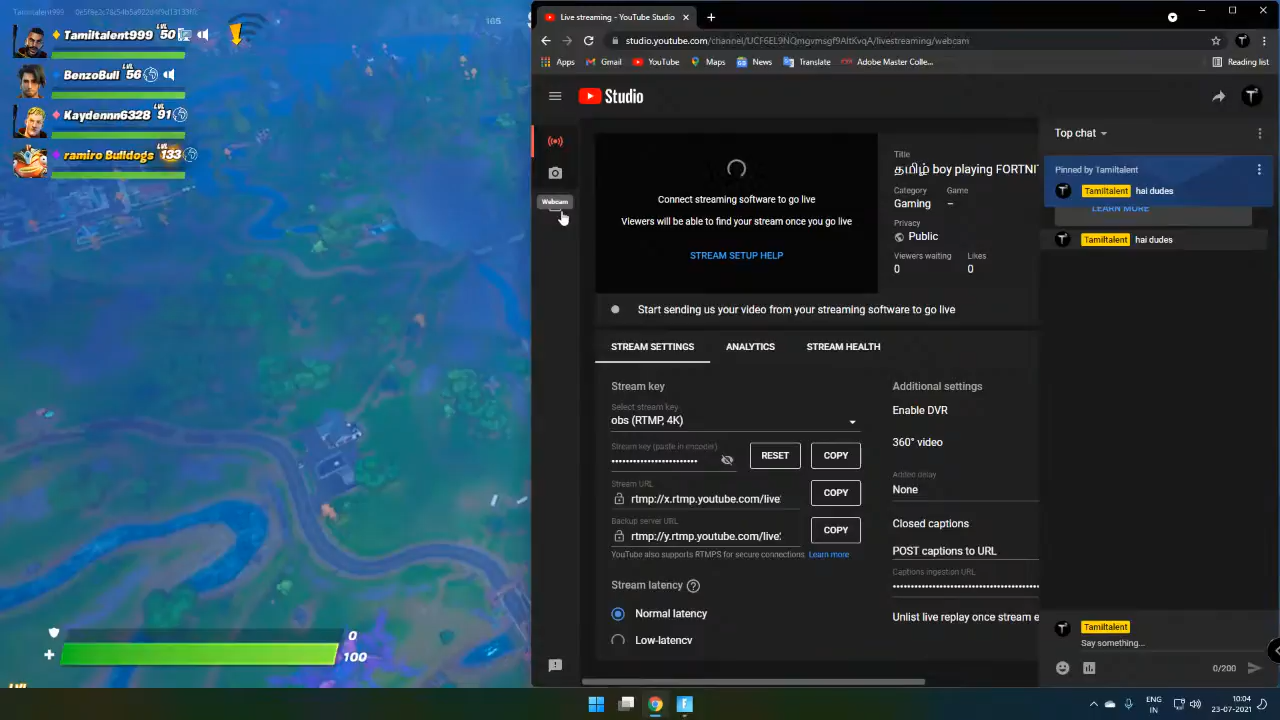 Tamiltalent999
Tamiltalent999 LVL 50
BenzoBull LVL 56
Kaydennn6328 LVL 91
ramiro Bulldogs LVL 133
165
0
100
LVL
Live streaming - YouTube Studio
studio.youtube.com/channel/UCF6EL9NQmgvmsgf9AItKvqA/livestreaming/webcam
Apps Gmail YouTube Maps News Translate Adobe Master Colle... Reading list
Studio
Webcam
Connect streaming software to go live
Viewers will be able to find your stream once you go live
STREAM SETUP HELP
Title
தமிழ் boy playing FORTNI
Category Game
Gaming –
Privacy
Public
Viewers waiting Likes
0 0
Start sending us your video from your streaming software to go live
STREAM SETTINGS ANALYTICS STREAM HEALTH
Stream key
Select stream key
obs (RTMP, 4K)
Stream key (paste in encoder)
•••••••••••••••••••••••• RESET COPY
Stream URL
rtmp://x.rtmp.youtube.com/live COPY
Backup server URL
rtmp://y.rtmp.youtube.com/live COPY
YouTube also supports RTMPS for secure connections. Learn more
Stream latency
Normal latency
Low-latency
Additional settings
Enable DVR
360° video
Added delay
None
Closed captions
POST captions to URL
Captions ingestion URL
Unlist live replay once stream e
Top chat
Pinned by Tamiltalent
Tamiltalent hai dudes
LEARN MORE
Tamiltalent hai dudes
Tamiltalent
Say something...
0/200
ENG
IN
10:04
23-07-2021